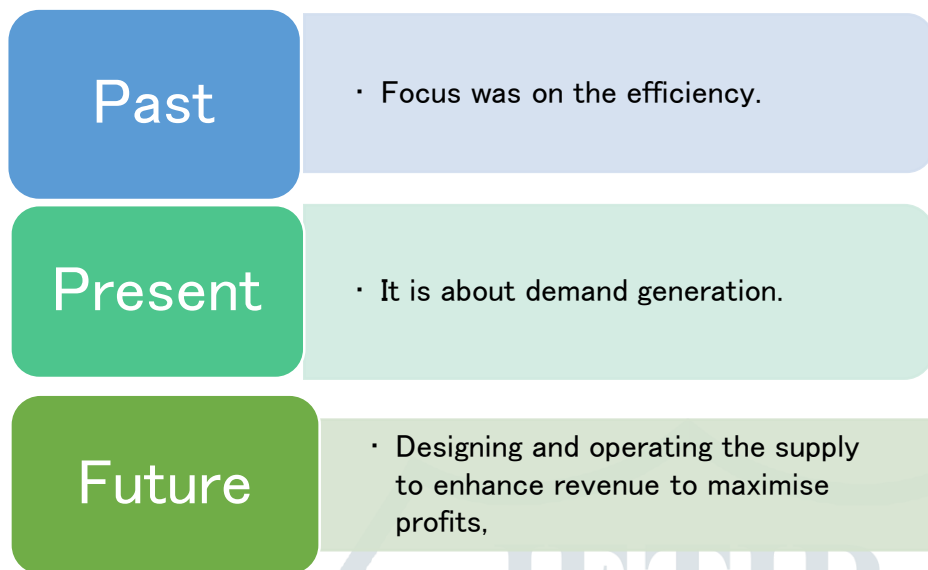 Past
· Focus was on the efficiency.
Present
· It is about demand generation.
Future
· Designing and operating the supply
to enhance revenue to maximise
profits,